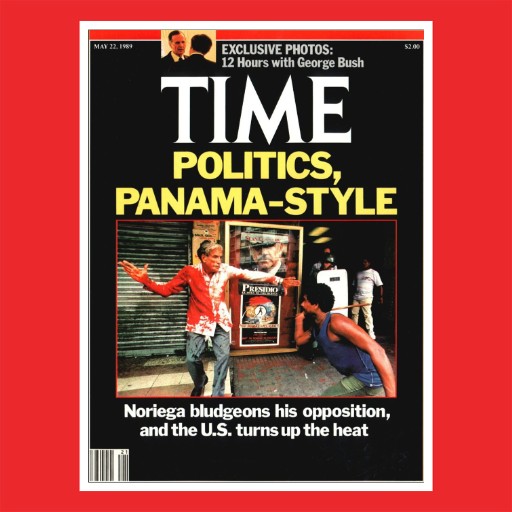 MAY 22, 1989
EXCLUSIVE PHOTOS:
$2.00
12 Hours with George Bush
TIME
POLITICS,
PANAMA-STYLE
PRESIDIO
Noriega bludgeons his opposition,
and the U.S. turns up the heat
21